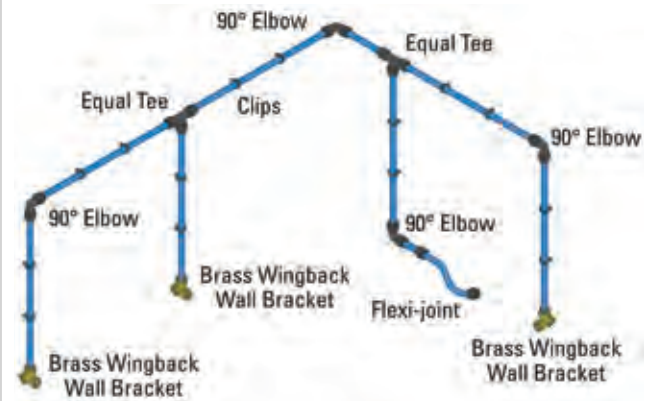 90° Elbow
Equal Tee
Equal Tee
Clips
90° Elbow
90° Elbow
90° Elbow
Brass Wingback
Wall Bracket
Flexi-joint
Brass Wingback
Wall Bracket
Brass Wingback
Wall Bracket